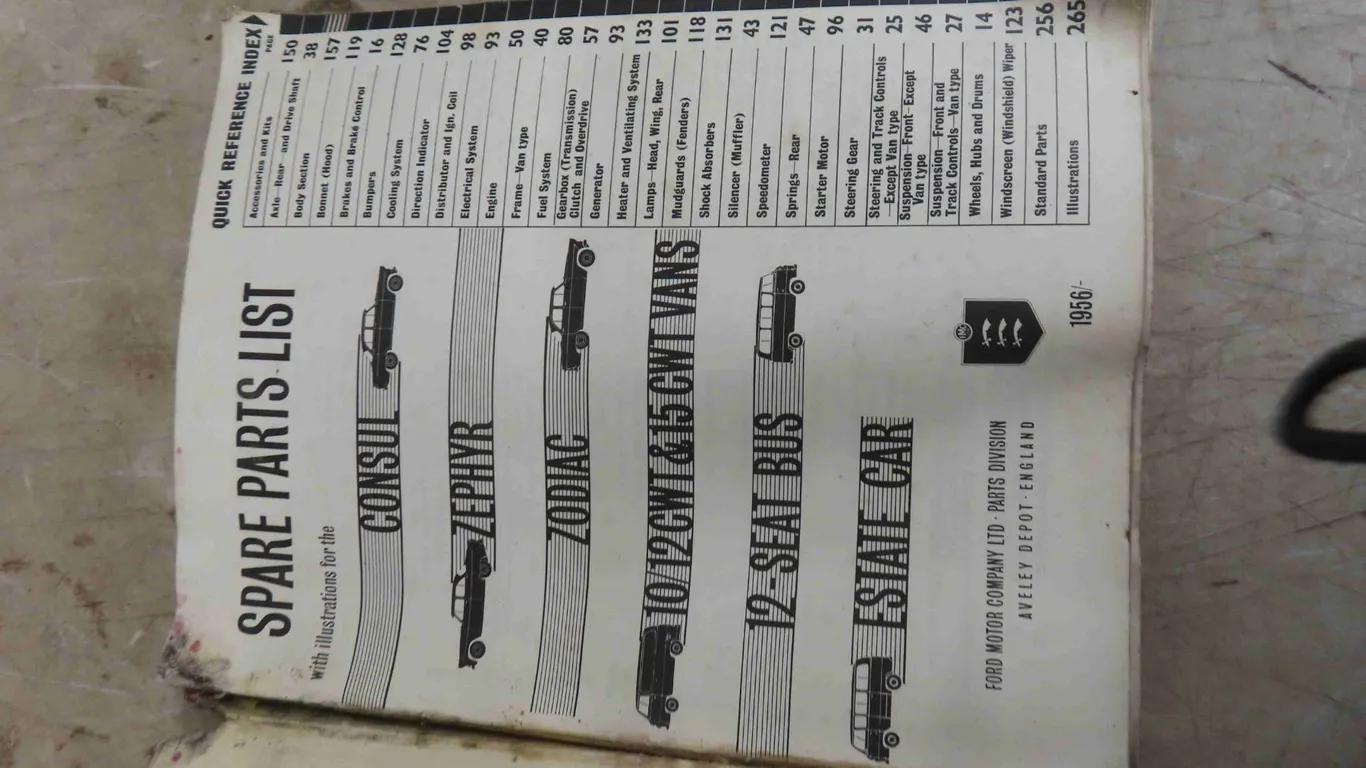 SPARE PARTS LIST
with illustrations for the
CONSUL
ZEPHYR
ZODIAC
10/12 CWT & 15 CWT VANS
12-SEAT BUS
ESTATE CAR
FORD MOTOR COMPANY LTD · PARTS DIVISION
AVELEY DEPOT · ENGLAND
1956/-
QUICK REFERENCE INDEX
PAGE
Accessories and Kits 150
Axle—Rear—and Drive Shaft 38
Body Section 157
Bonnet (Hood) 119
Brakes and Brake Control 16
Bumpers 128
Cooling System 76
Direction Indicator 104
Distributor and Ign. Coil 98
Electrical System 93
Engine 50
Frame—Van type 40
Fuel System 80
Gearbox (Transmission)
Clutch and Overdrive 57
Generator 93
Heater and Ventilating System 133
Lamps—Head, Wing, Rear 101
Mudguards (Fenders) 118
Shock Absorbers 131
Silencer (Muffler) 43
Speedometer 121
Springs—Rear 47
Starter Motor 96
Steering Gear 31
Steering and Track Controls
—Except Van type 25
Suspension—Front—Except
Van type 46
Suspension—Front and
Track Controls—Van type 27
Wheels, Hubs and Drums 14
Windscreen (Windshield) Wiper 123
Standard Parts 256
Illustrations 265